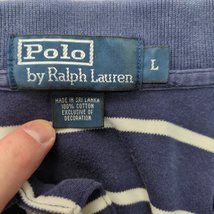 Polo
by Ralph Lauren
L
MADE IN SRI LANKA
100% COTTON
EXCLUSIVE OF
DECORATION